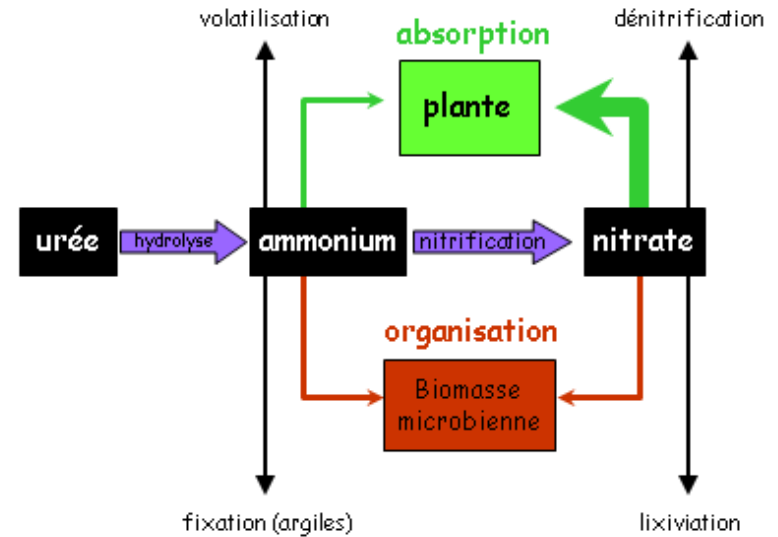 volatilisation
dénitrification
absorption
plante
urée
hydrolyse
ammonium
nitrification
nitrate
organisation
Biomasse
microbienne
fixation (argiles)
lixiviation